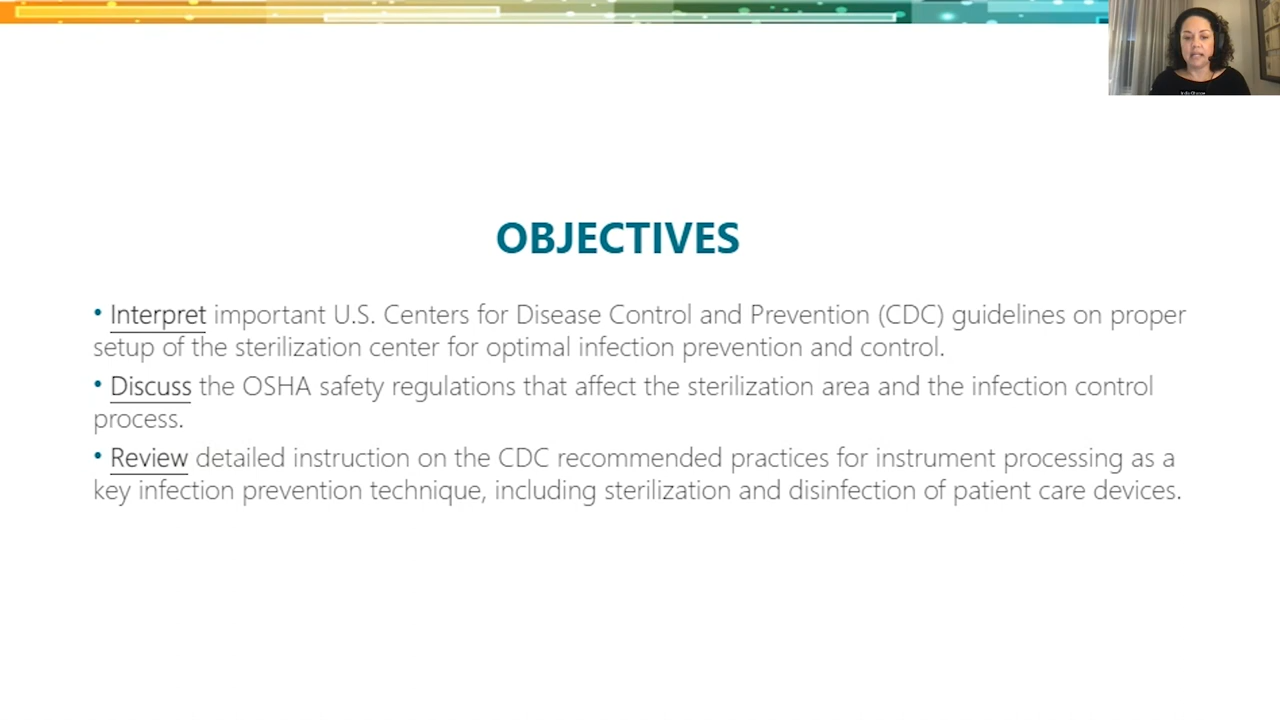 OBJECTIVES
• Interpret important U.S. Centers for Disease Control and Prevention (CDC) guidelines on proper
setup of the sterilization center for optimal infection prevention and control.
• Discuss the OSHA safety regulations that affect the sterilization area and the infection control
process.
• Review detailed instruction on the CDC recommended practices for instrument processing as a
key infection prevention technique, including sterilization and disinfection of patient care devices.